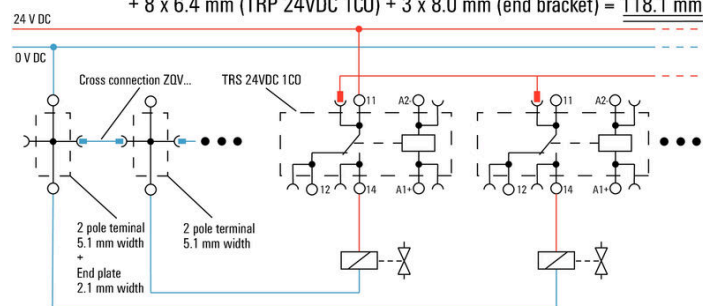 + 8 x 6.4 mm (TRP 24VDC 1CO) + 3 x 8.0 mm (end bracket) = 118.1 mm
24 V DC
0 V DC
Cross connection ZQV...
TRS 24VDC 1CO
11
A2-
11
A2-
12
14
A1+
12
14
A1+
2 pole teminal
5.1 mm width
+
End plate
2.1 mm width
2 pole terminal
5.1 mm width